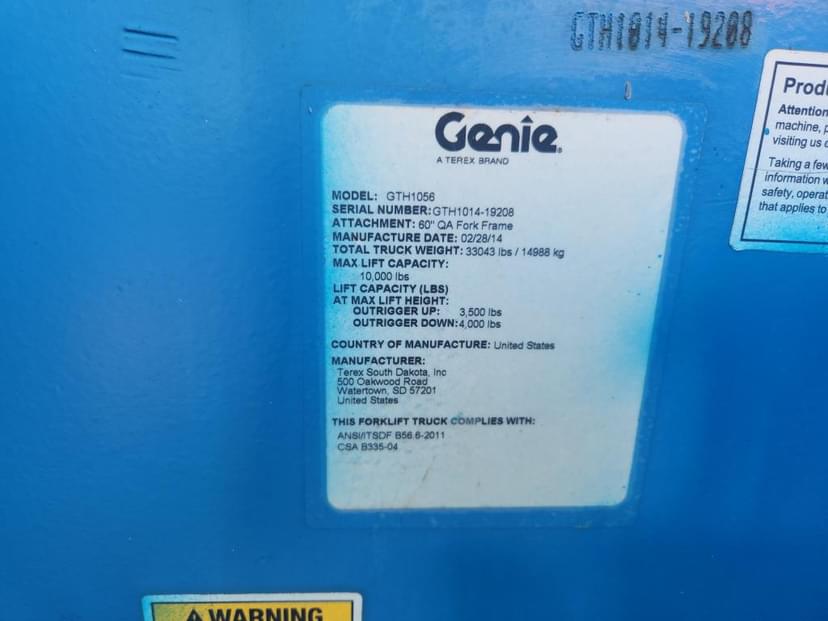 GTH1014-19208
Genie
A TEREX BRAND
MODEL: GTH1056
SERIAL NUMBER: GTH1014-19208
ATTACHMENT: 60" QA Fork Frame
MANUFACTURE DATE: 02/28/14
TOTAL TRUCK WEIGHT: 33043 lbs / 14988 kg
MAX LIFT CAPACITY:
10,000 lbs
LIFT CAPACITY (LBS)
AT MAX LIFT HEIGHT:
OUTRIGGER UP: 3,500 lbs
OUTRIGGER DOWN: 4,000 lbs
COUNTRY OF MANUFACTURE: United States
MANUFACTURER:
Terex South Dakota, Inc
500 Oakwood Road
Watertown, SD 57201
United States
THIS FORKLIFT TRUCK COMPLIES WITH:
ANSI/ITSDF B56.6-2011
CSA B335-04
Attention
machine,
visiting us
Taking a few
information
safety,
that applies to
WARNING